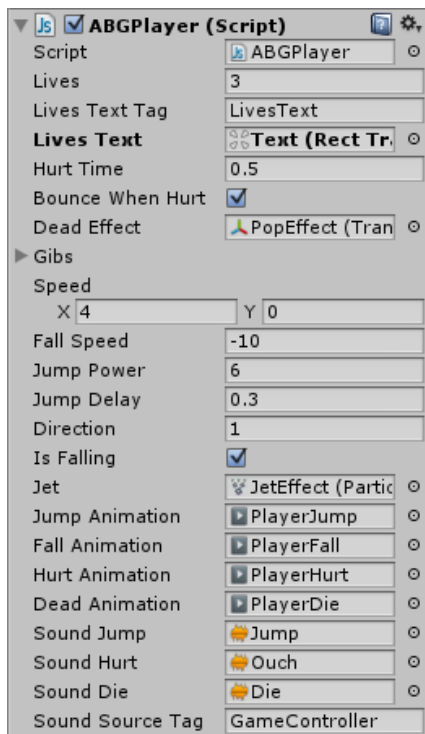 ABGPlayer (Script)
Script ABGPlayer
Lives 3
Lives Text Tag LivesText
Lives Text Text (Rect Tr
Hurt Time 0.5
Bounce When Hurt
Dead Effect PopEffect (Tran
Gibs
Speed
X 4 Y 0
Fall Speed -10
Jump Power 6
Jump Delay 0.3
Direction 1
Is Falling
Jet JetEffect (Partic
Jump Animation PlayerJump
Fall Animation PlayerFall
Hurt Animation PlayerHurt
Dead Animation PlayerDie
Sound Jump Jump
Sound Hurt Ouch
Sound Die Die
Sound Source Tag GameController